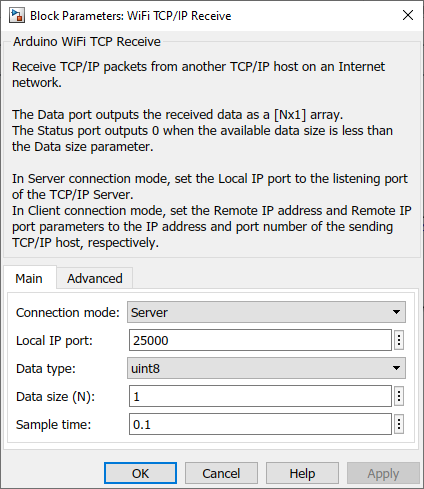 Block Parameters: WiFi TCP/IP Receive
Arduino WiFi TCP Receive
Receive TCP/IP packets from another TCP/IP host on an Internet
network.
The Data port outputs the received data as a [Nx1] array.
The Status port outputs 0 when the available data size is less than
the Data size parameter.
In Server connection mode, set the Local IP port to the listening port
of the TCP/IP Server.
In Client connection mode, set the Remote IP address and Remote IP
port parameters to the IP address and port number of the sending
TCP/IP host, respectively.
Main Advanced
Connection mode: Server
Local IP port: 25000
Data type: uint8
Data size (N): 1
Sample time: 0.1
OK Cancel Help Apply